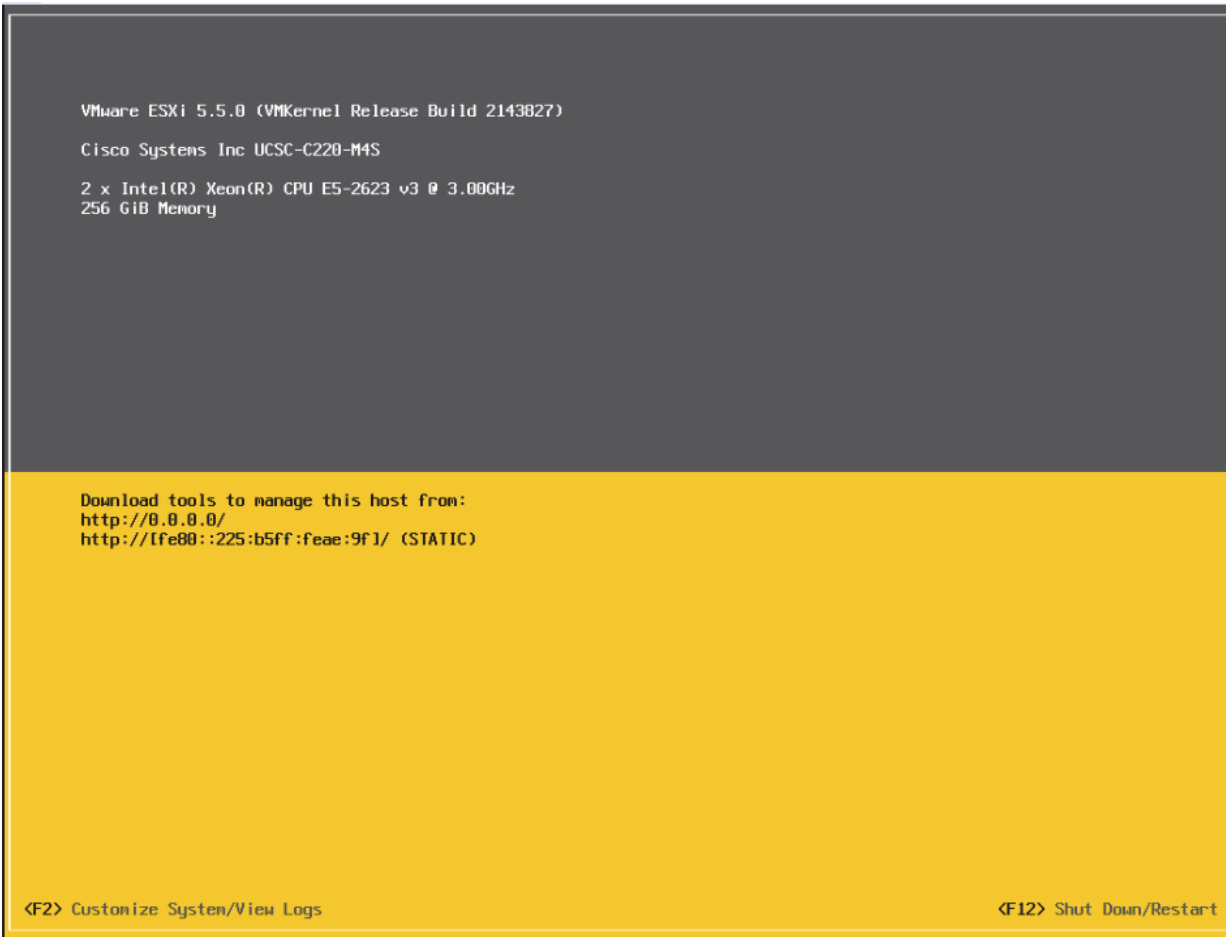 VMware ESXi 5.5.0 (VMKernel Release Build 2143827)
Cisco Systems Inc UCSC-C220-M4S
2 x Intel(R) Xeon(R) CPU E5-2623 v3 @ 3.00GHz
256 GiB Memory
Download tools to manage this host from:
http://0.0.0.0/
http://[fe80::225:b5ff:feae:9f]/ (STATIC)
<F2> Customize System/View Logs
<F12> Shut Down/Restart